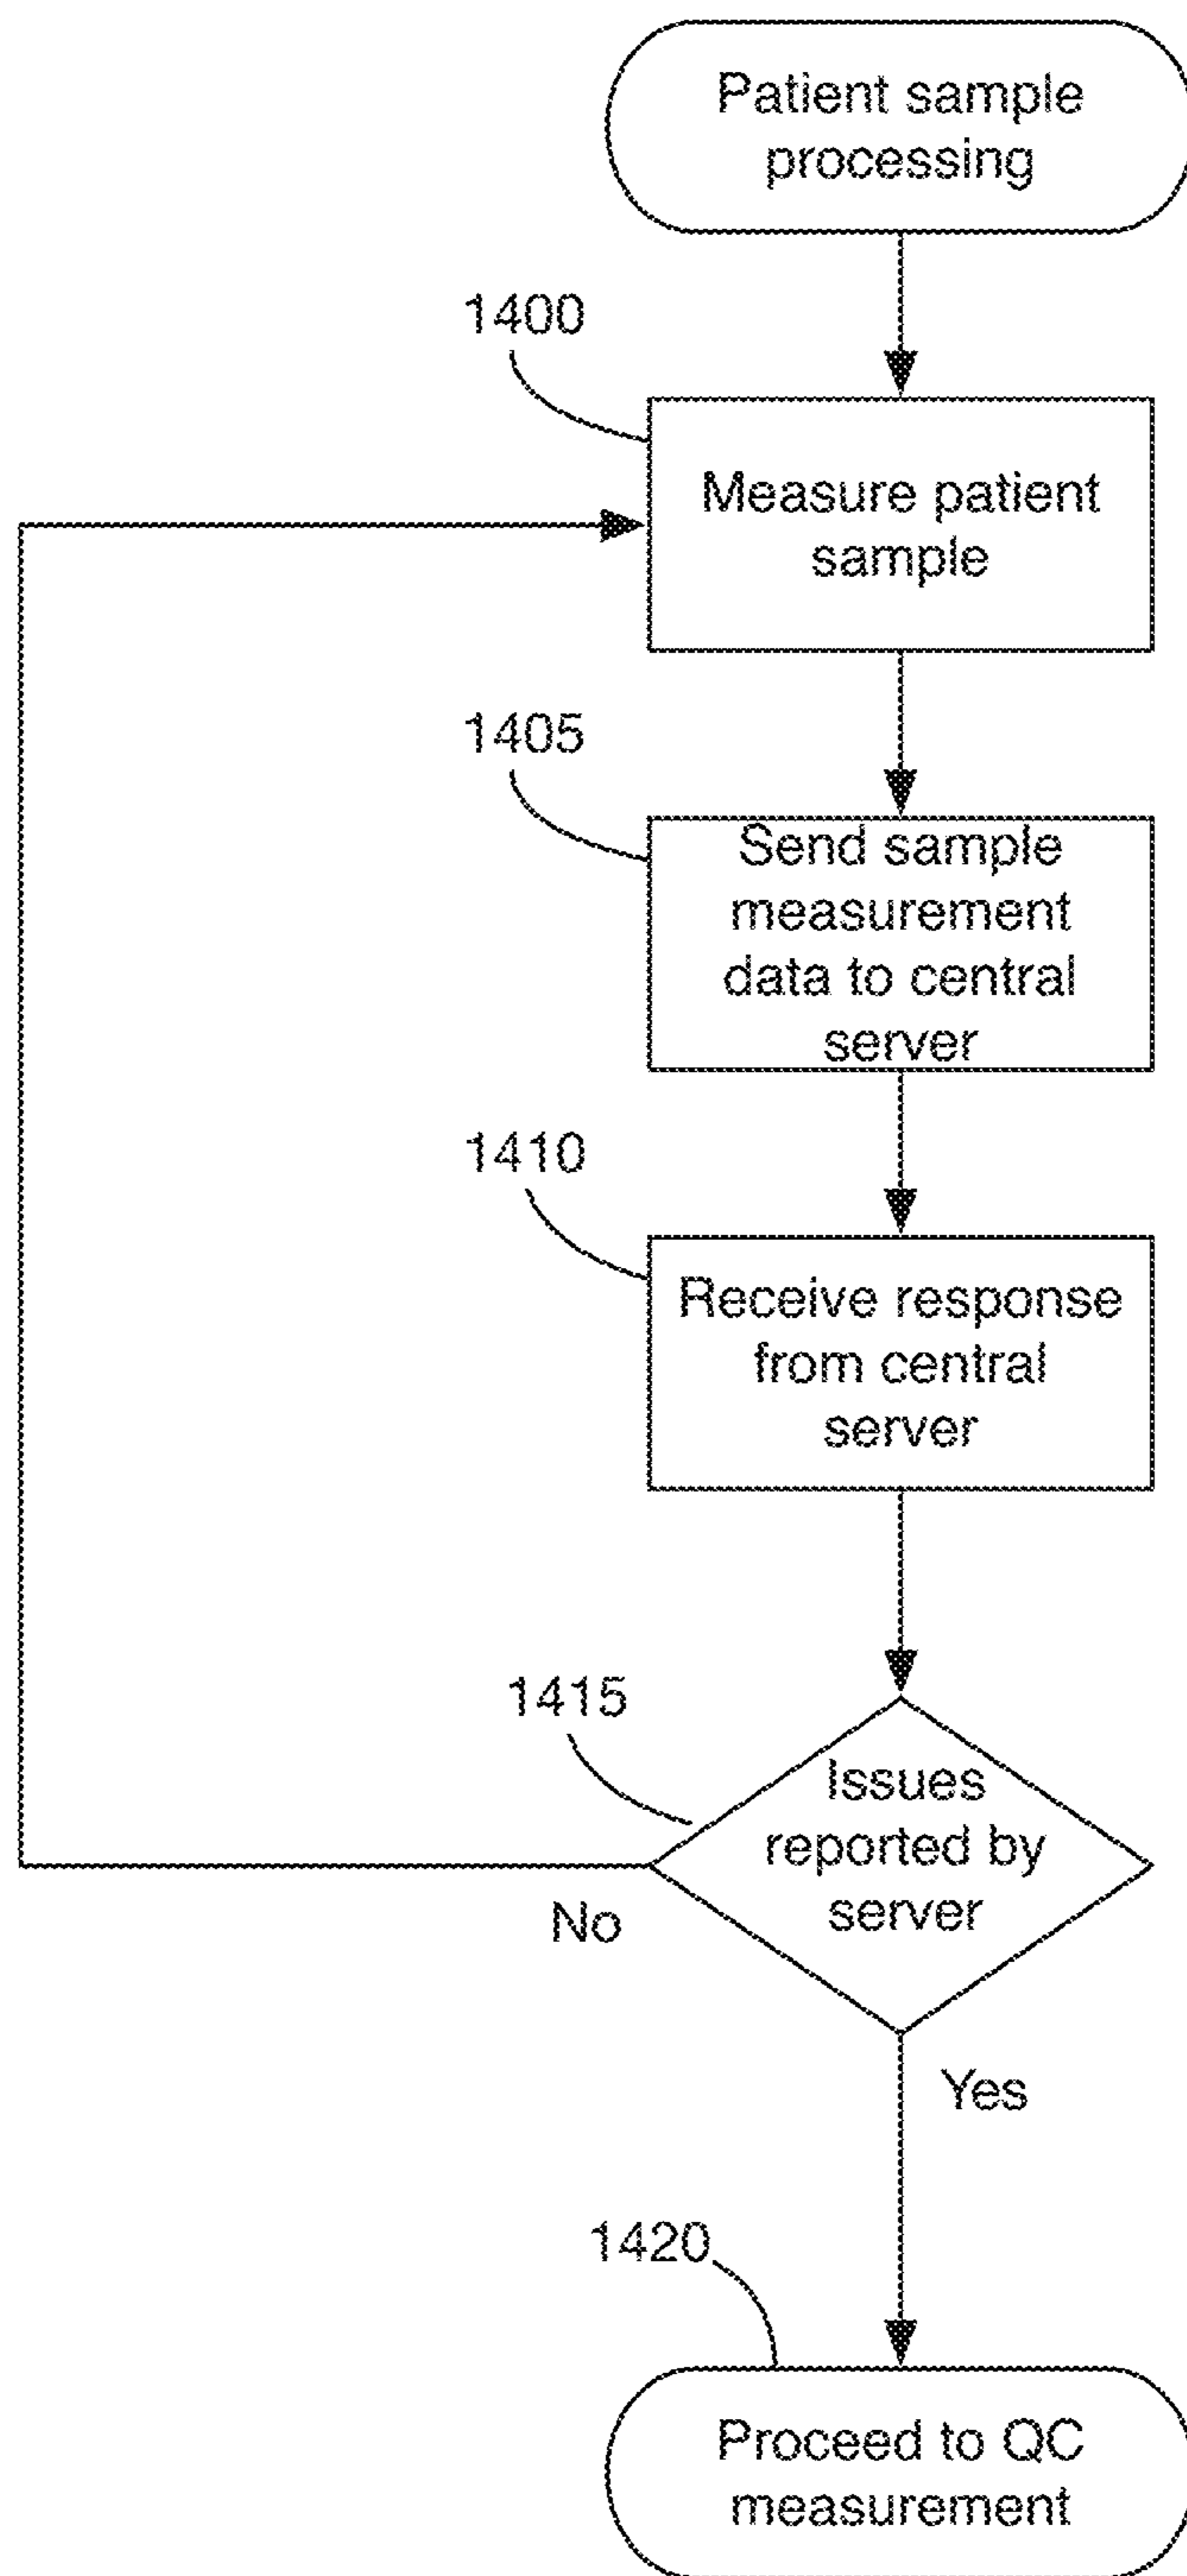 Patient sample
processing
1400
Measure patient
sample
1405
Send sample
measurement
data to central
server
1410
Receive response
from central
server
1415
Issues
reported by
server
No
Yes
1420
Proceed to QC
measurement